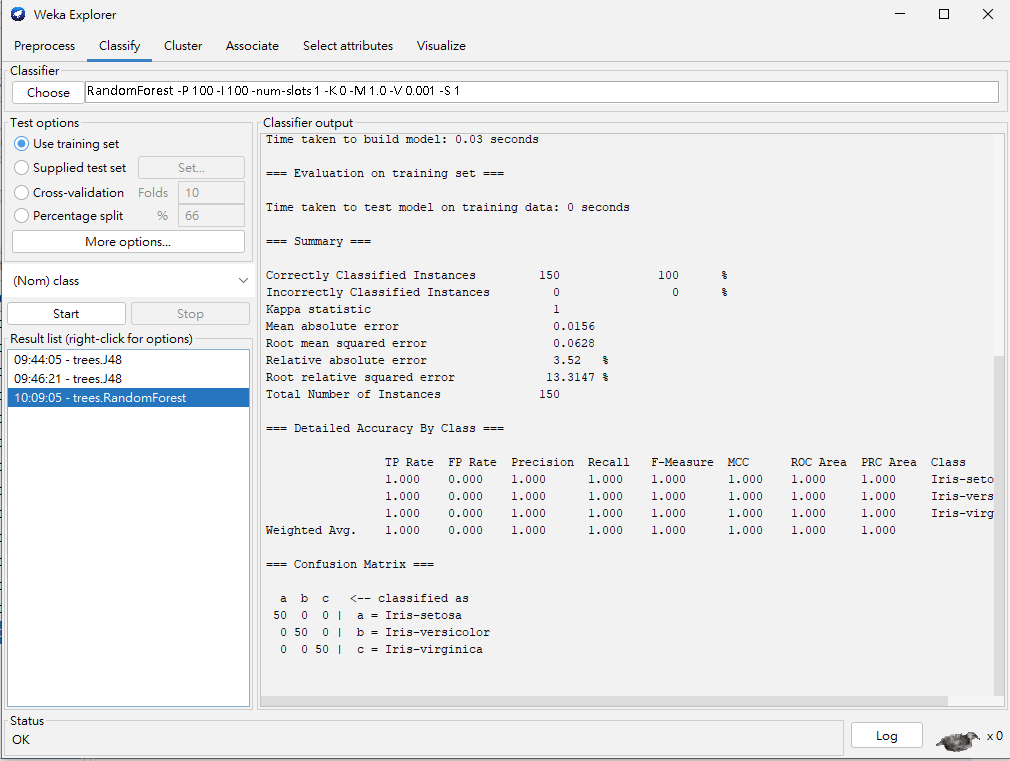 Weka Explorer
Preprocess Classify Cluster Associate Select attributes Visualize
Classifier
Choose RandomForest -P 100 -I 100 -num-slots 1 -K 0 -M 1.0 -V 0.001 -S 1
Test options
Use training set
Supplied test set Set...
Cross-validation Folds 10
Percentage split % 66
More options...
(Nom) class
Start Stop
Result list (right-click for options)
09:44:05 - trees.J48
09:46:21 - trees.J48
10:09:05 - trees.RandomForest
Classifier output
Time taken to build model: 0.03 seconds
=== Evaluation on training set ===
Time taken to test model on training data: 0 seconds
=== Summary ===
Correctly Classified Instances 150 100 %
Incorrectly Classified Instances 0 0 %
Kappa statistic 1
Mean absolute error 0.0156
Root mean squared error 0.0628
Relative absolute error 3.52 %
Root relative squared error 13.3147 %
Total Number of Instances 150
=== Detailed Accuracy By Class ===
TP Rate FP Rate Precision Recall F-Measure MCC ROC Area PRC Area Class
1.000 0.000 1.000 1.000 1.000 1.000 1.000 1.000 Iris-seto
1.000 0.000 1.000 1.000 1.000 1.000 1.000 1.000 Iris-vers
1.000 0.000 1.000 1.000 1.000 1.000 1.000 1.000 Iris-virg
Weighted Avg. 1.000 0.000 1.000 1.000 1.000 1.000 1.000 1.000
=== Confusion Matrix ===
a b c <-- classified as
50 0 0 | a = Iris-setosa
0 50 0 | b = Iris-versicolor
0 0 50 | c = Iris-virginica
Status
OK
Log x 0